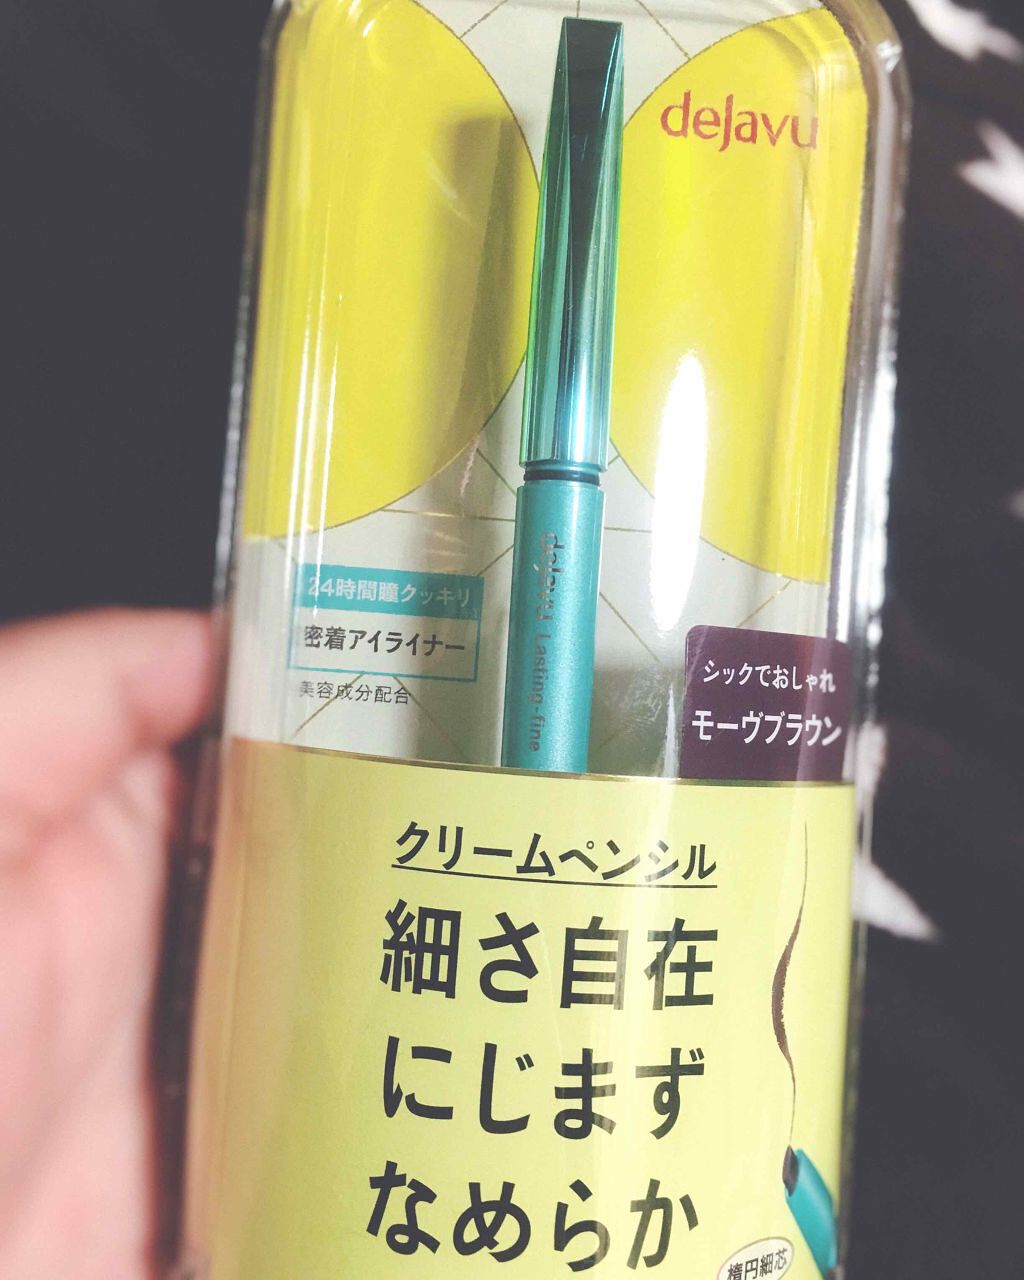 dejavu
dejavu Lasting-fine
24時間瞳クッキリ
密着アイライナー
美容成分配合
シックでおしゃれ
モーヴブラウン
クリームペンシル
細さ自在
にじまず
なめらか
楕円細芯